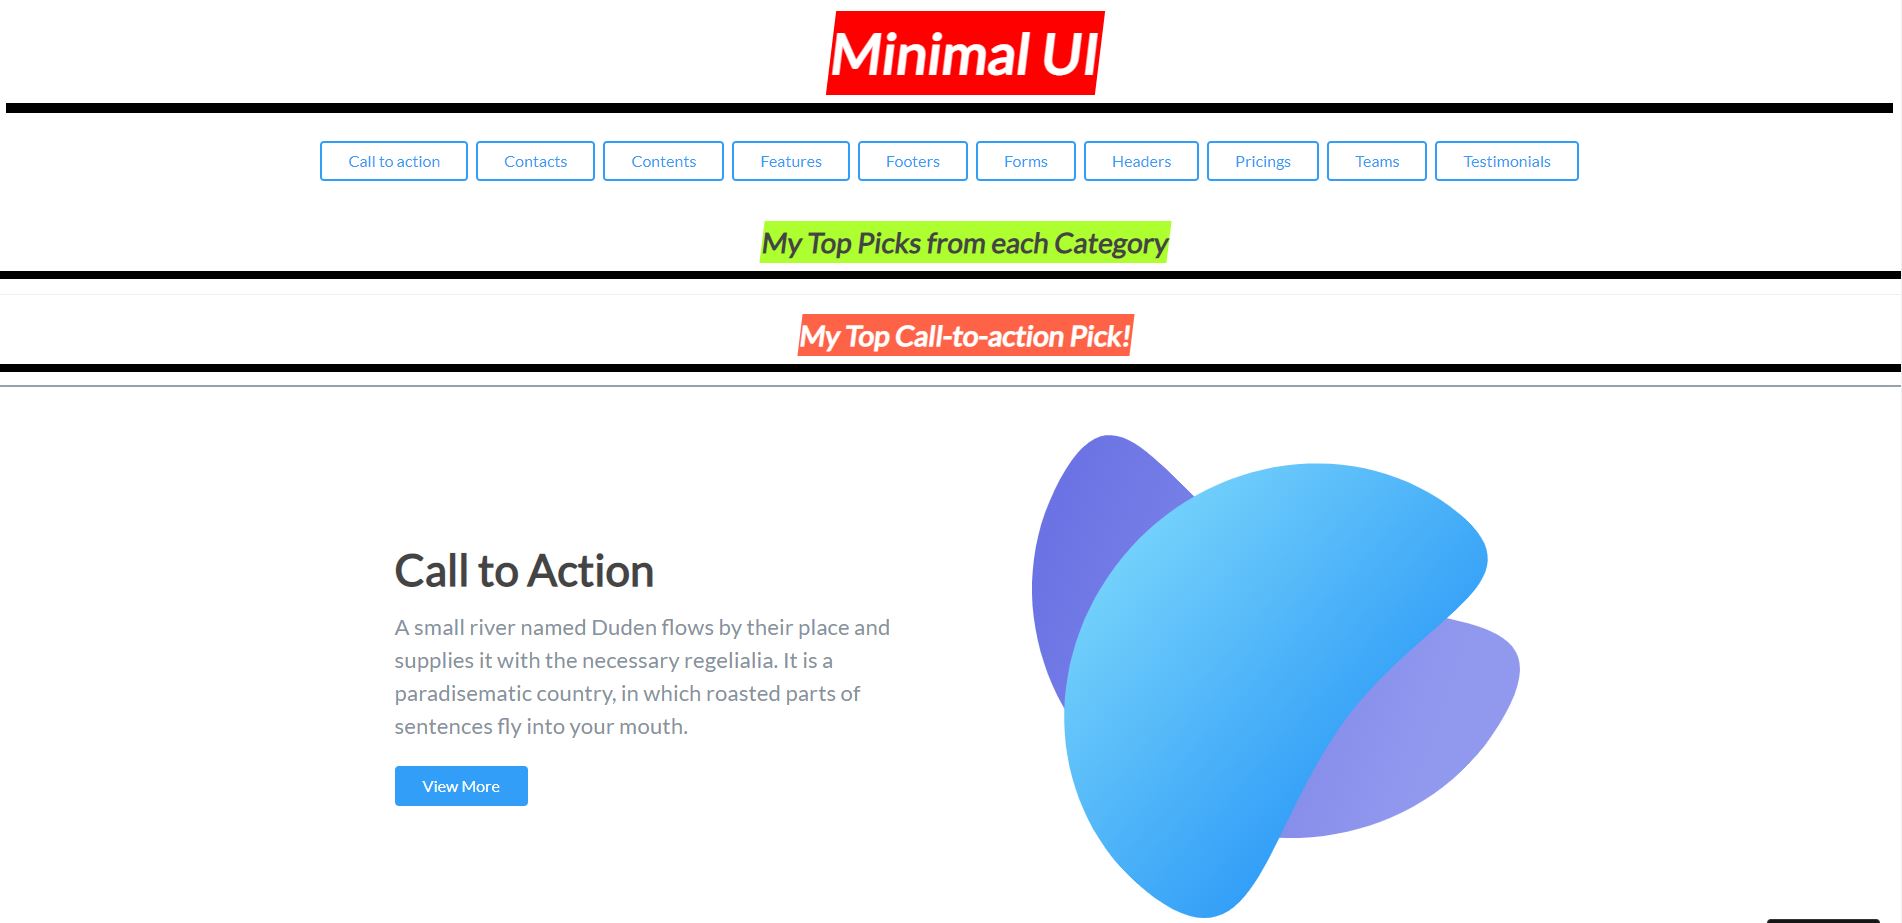 Minimal UI
Call to action Contacts Contents Features Footers Forms Headers Pricings Teams Testimonials
My Top Picks from each Category
My Top Call-to-action Pick!
Call to Action
A small river named Duden flows by their place and
supplies it with the necessary regelialia. It is a
paradisematic country, in which roasted parts of
sentences fly into your mouth.
View More